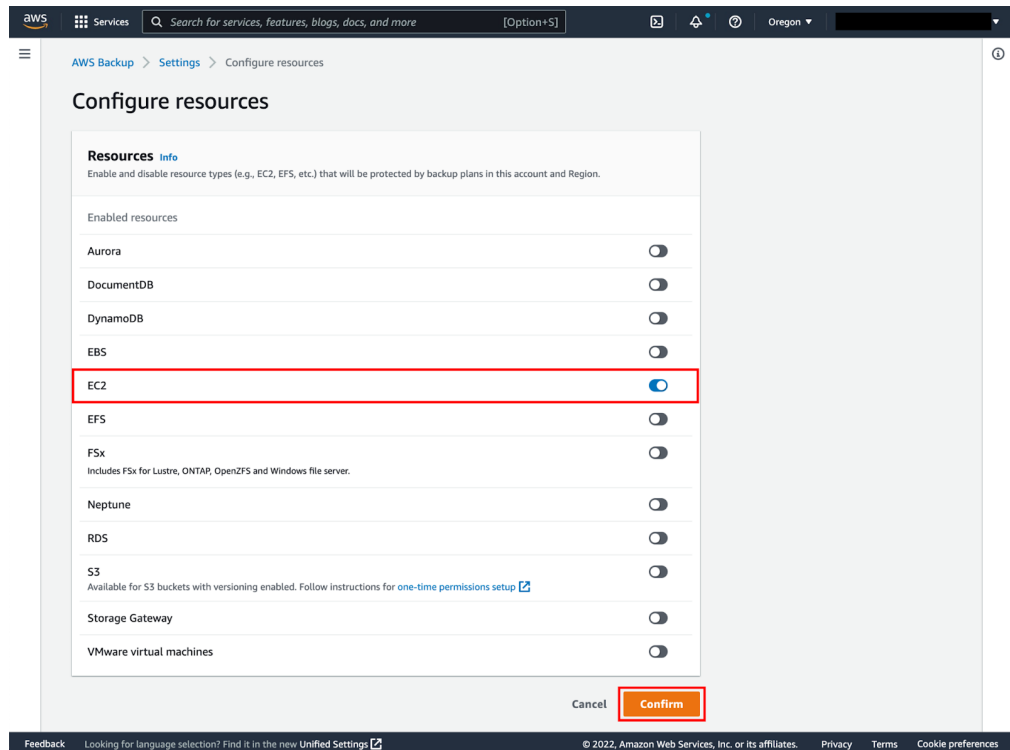 aws Services Search for services, features, blogs, docs, and more [Option+S] Oregon
AWS Backup > Settings > Configure resources
Configure resources
Resources Info
Enable and disable resource types (e.g., EC2, EFS, etc.) that will be protected by backup plans in this account and Region.
Enabled resources
Aurora
DocumentDB
DynamoDB
EBS
EC2
EFS
FSx
Includes FSx for Lustre, ONTAP, OpenZFS and Windows file server.
Neptune
RDS
S3
Available for S3 buckets with versioning enabled. Follow instructions for one-time permissions setup
Storage Gateway
VMware virtual machines
Cancel Confirm
Feedback Looking for language selection? Find it in the new Unified Settings © 2022, Amazon Web Services, Inc. or its affiliates. Privacy Terms Cookie preferences